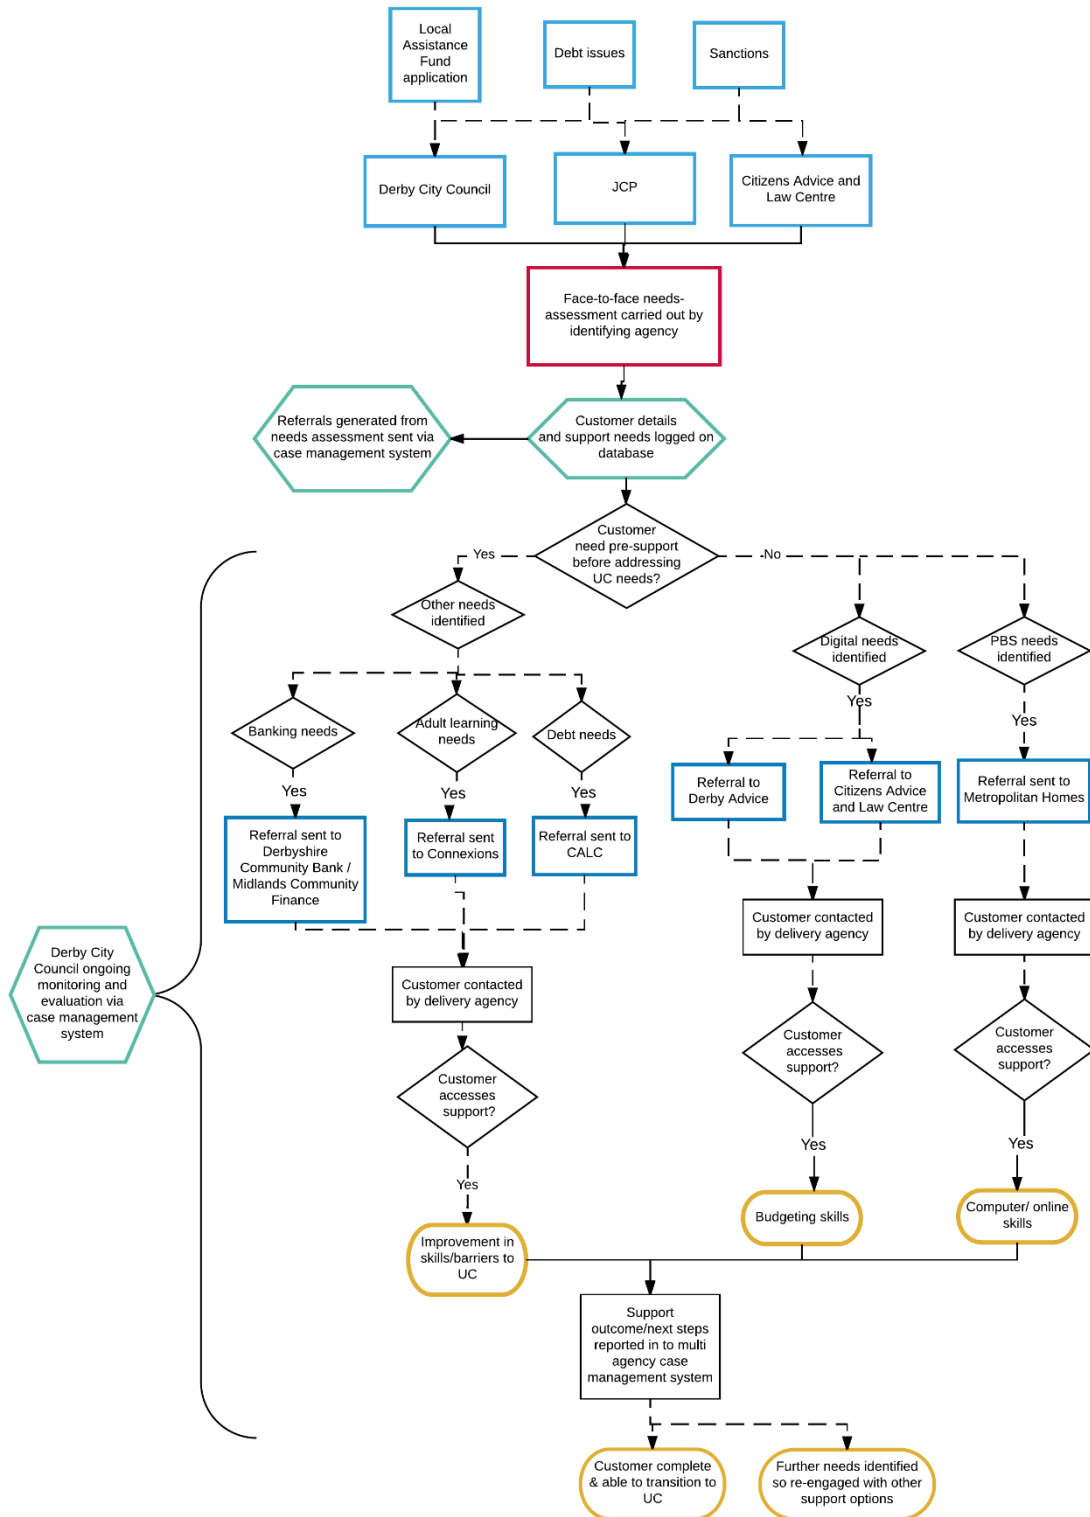 Local
Assistance
Fund
application
Debt issues
Sanctions
Derby City Council
JCP
Citizens Advice and
Law Centre
Face-to-face needs-
assessment carried out by
identifying agency
Referrals generated from
needs assessment sent via
case management system
Customer details
and support needs logged on
database
Customer
need pre-support
before addressing
UC needs?
Yes
No
Other needs
identified
Digital needs
identified
PBS needs
identified
Yes
Yes
Banking needs
Adult learning
needs
Debt needs
Yes
Yes
Yes
Referral to
Derby Advice
Referral to
Citizens Advice
and Law Centre
Referral sent to
Metropolitan Homes
Referral sent to
Derbyshire
Community Bank /
Midlands Community
Finance
Referral sent
to Connexions
Referral sent to
CALC
Customer contacted
by delivery agency
Customer contacted
by delivery agency
Derby City
Council ongoing
monitoring and
evaluation via
case management
system
Customer contacted
by delivery agency
Customer
accesses
support?
Customer
accesses
support?
Customer
accesses
support?
Yes
Yes
Yes
Improvement in
skills/barriers to
UC
Budgeting skills
Computer/ online
skills
Support
outcome/next steps
reported in to multi
agency case
management system
Customer complete
& able to transition to
UC
Further needs identified
so re-engaged with other
support options